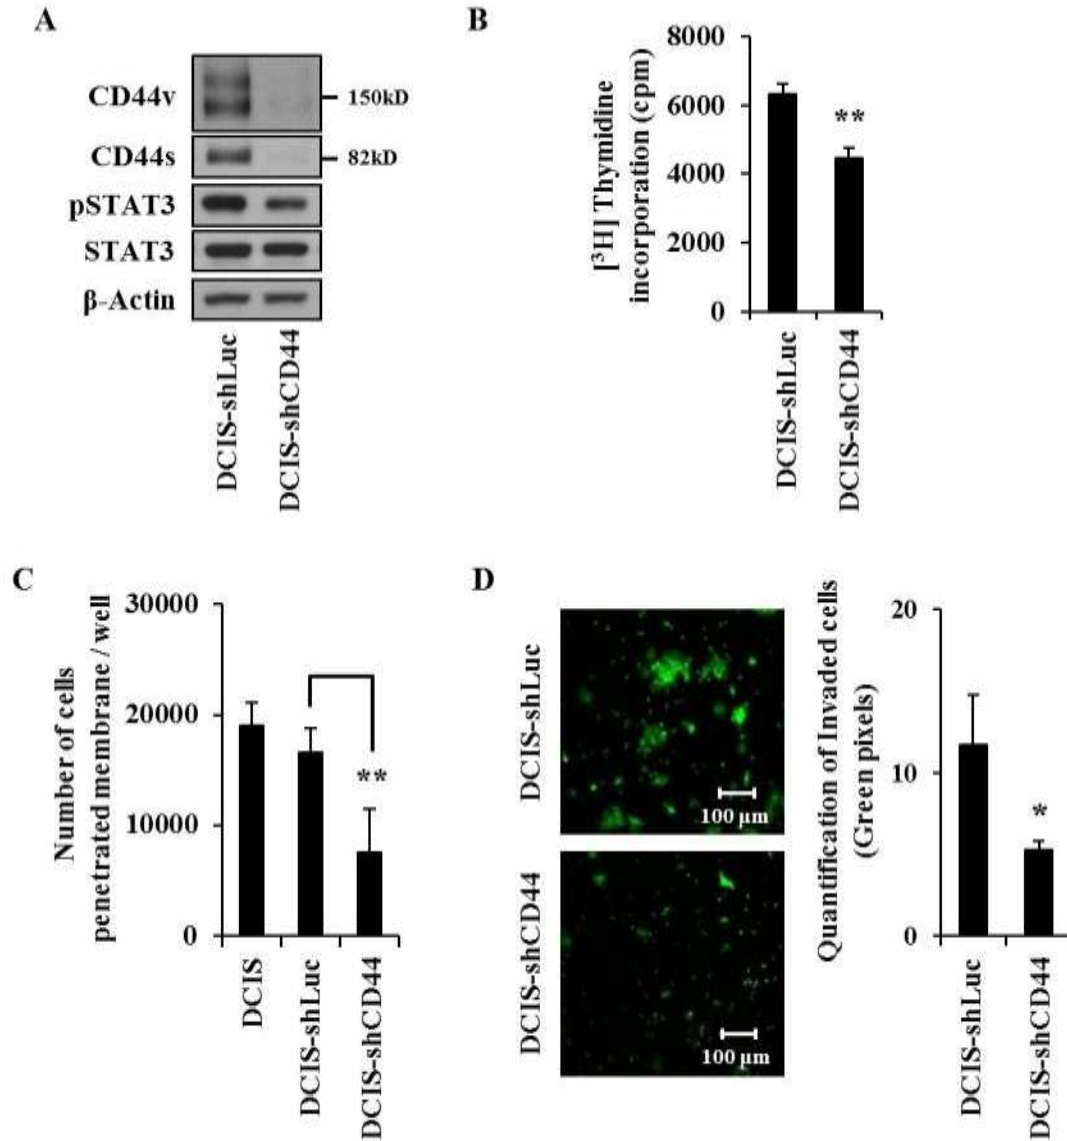 A
CD44v
150kD
CD44s
82kD
pSTAT3
STAT3
β-Actin
DCIS-shLuc
DCIS-shCD44
B
[³H] Thymidine
incorporation (cpm)
8000
6000
4000
2000
0
**
DCIS-shLuc
DCIS-shCD44
C
Number of cells
penetrated membrane / well
30000
20000
10000
0
**
DCIS
DCIS-shLuc
DCIS-shCD44
D
DCIS-shLuc
100 µm
DCIS-shCD44
100 µm
Quantification of Invaded cells
(Green pixels)
20
10
0
*
DCIS-shLuc
DCIS-shCD44